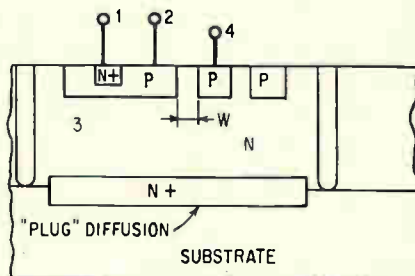 1 2 4
N+ P P P
3 W N
N+
"PLUG" DIFFUSION
SUBSTRATE